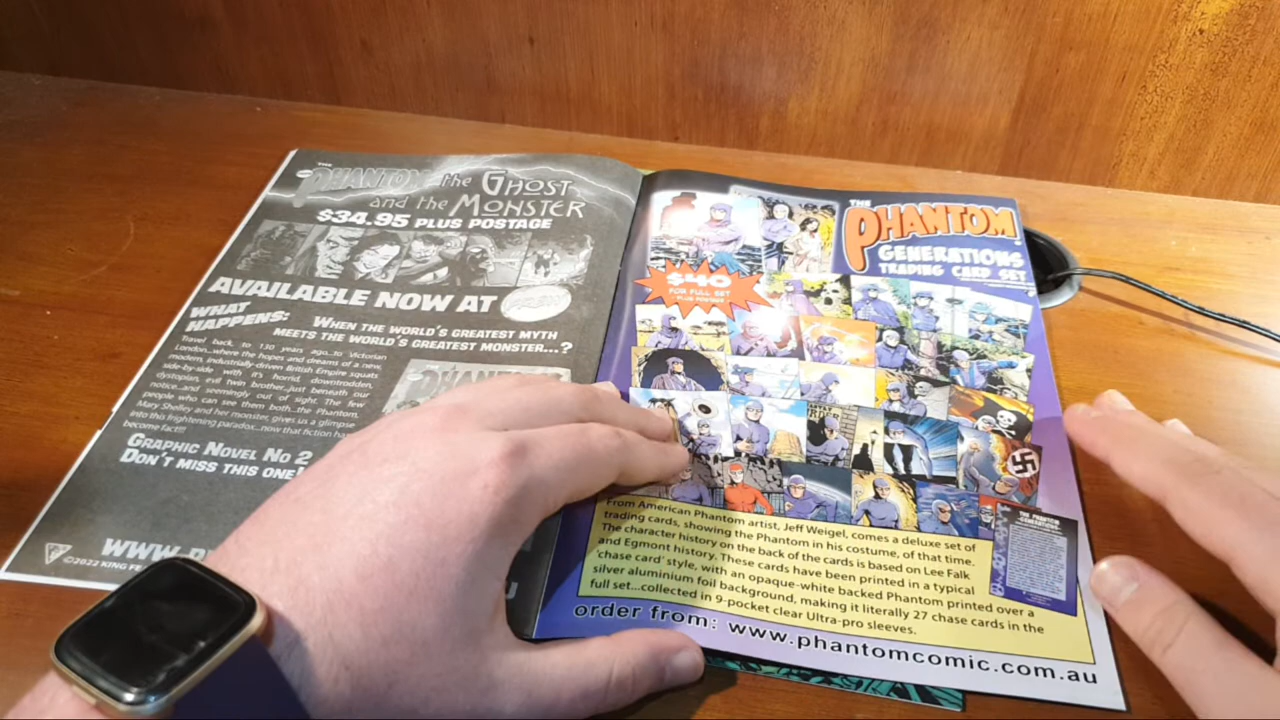 THE
PHANTOM the GHOST
and the MONSTER
$34.95 PLUS POSTAGE
AVAILABLE NOW AT
WHAT
HAPPENS:
WHEN THE WORLD'S GREATEST MYTH
MEETS THE WORLD'S GREATEST MONSTER...?
Travel back, to 130 years ago...to Victorian
London...where the hopes and dreams of a new,
modern, industrially-driven British Empire squats
side-by-side with its horrid, downtrodden,
dystopian, evil twin brother...just beneath our
notice...and seemingly out of sight. The few
people who can see them both...the Phantom,
Mary Shelley and her monster, gives us a glimpse
into this frightening paradox...now that fiction has
become fact!!!
GRAPHIC NOVEL NO 2
DON'T MISS THIS ONE!
WWW.
©2022 KING
THE
PHANTOM
GENERATIONS
TRADING CARD SET
$40
FOR FULL SET
PLUS POSTAGE
From American Phantom artist, Jeff Weigel, comes a deluxe set of
trading cards, showing the Phantom in his costume, of that time.
The character history on the back of the cards is based on Lee Falk
and Egmont history. These cards have been printed in a typical
'chase card' style, with an opaque-white backed Phantom printed over a
silver aluminium foil background, making it literally 27 chase cards in the
full set...collected in 9-pocket clear Ultra-pro sleeves.
order from: www.phantomcomic.com.au